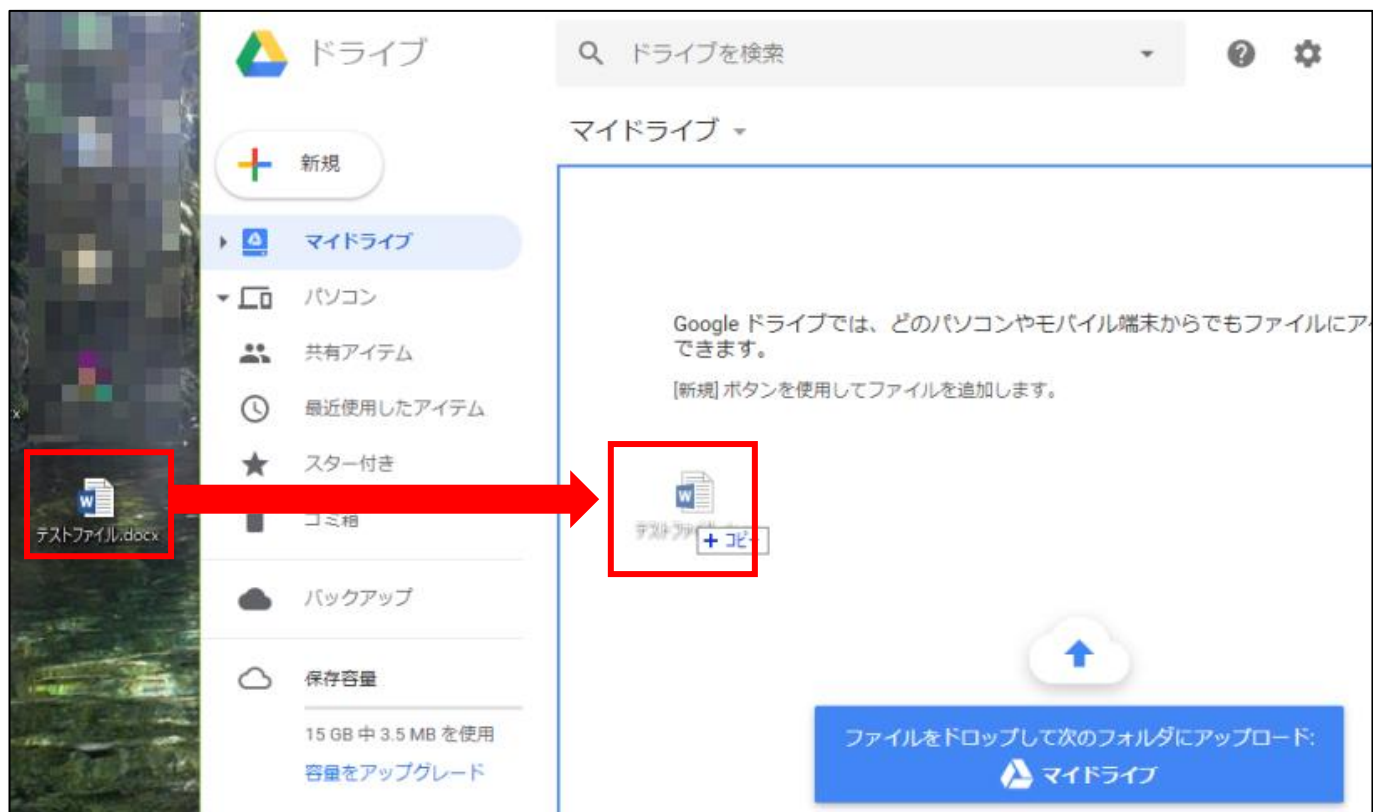 ドライブ
ドライブを検索
マイドライブ
新規
マイドライブ
パソコン
共有アイテム
最近使用したアイテム
スター付き
ゴミ箱
バックアップ
保存容量
15 GB 中 3.5 MB を使用
容量をアップグレード
x
テストファイル.docx
Google ドライブでは、どのパソコンやモバイル端末からでもファイルにア
できます。
[新規] ボタンを使用してファイルを追加します。
W
W
テストファ
+ コピー
ファイルをドロップして次のフォルダにアップロード:
マイドライブ